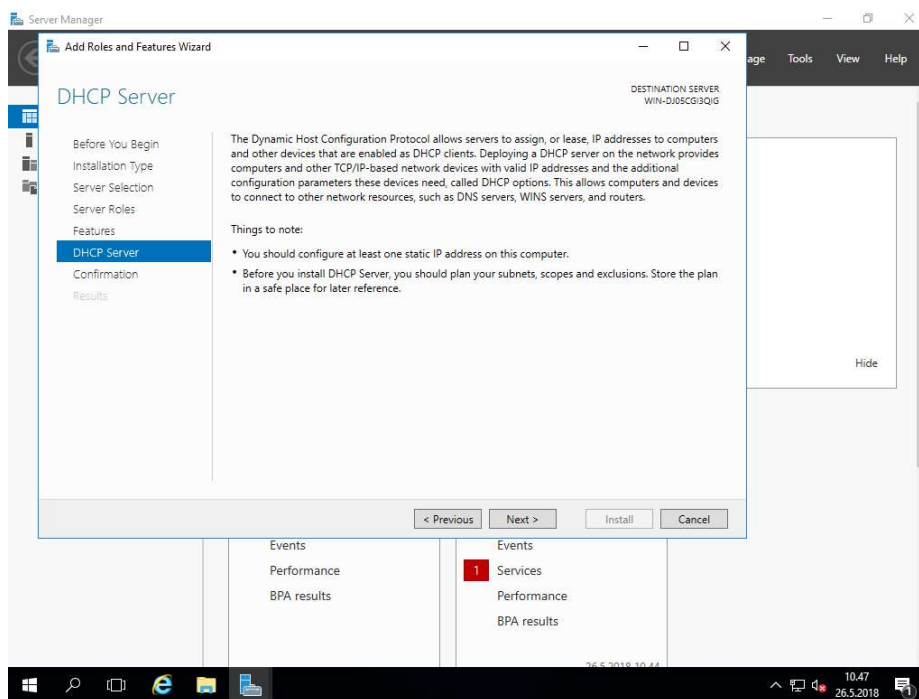 Server Manager
Add Roles and Features Wizard
age Tools View Help
DHCP Server
DESTINATION SERVER
WIN-DJ05CGI3QJG
Before You Begin
Installation Type
Server Selection
Server Roles
Features
DHCP Server
Confirmation
Results
The Dynamic Host Configuration Protocol allows servers to assign, or lease, IP addresses to computers
and other devices that are enabled as DHCP clients. Deploying a DHCP server on the network provides
computers and other TCP/IP-based network devices with valid IP addresses and the additional
configuration parameters these devices need, called DHCP options. This allows computers and devices
to connect to other network resources, such as DNS servers, WINS servers, and routers.
Things to note:
• You should configure at least one static IP address on this computer.
• Before you install DHCP Server, you should plan your subnets, scopes and exclusions. Store the plan
in a safe place for later reference.
Hide
< Previous Next > Install Cancel
Events
Performance
BPA results
Events
1 Services
Performance
BPA results
26.5.2018 10.44
10.47
26.5.2018